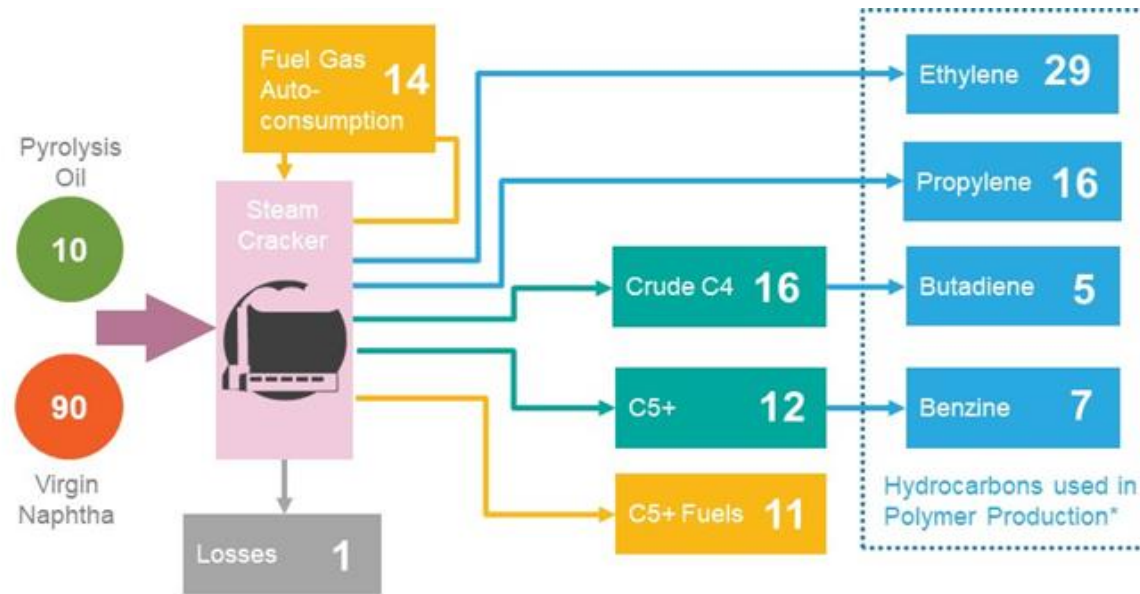 Fuel Gas
Auto-
consumption
14
Ethylene 29
Pyrolysis
Oil
10
Steam
Cracker
Propylene 16
Crude C4 16
Butadiene 5
90
C5+ 12
Benzine 7
Virgin
Naphtha
C5+ Fuels 11
Hydrocarbons used in
Polymer Production*
Losses 1